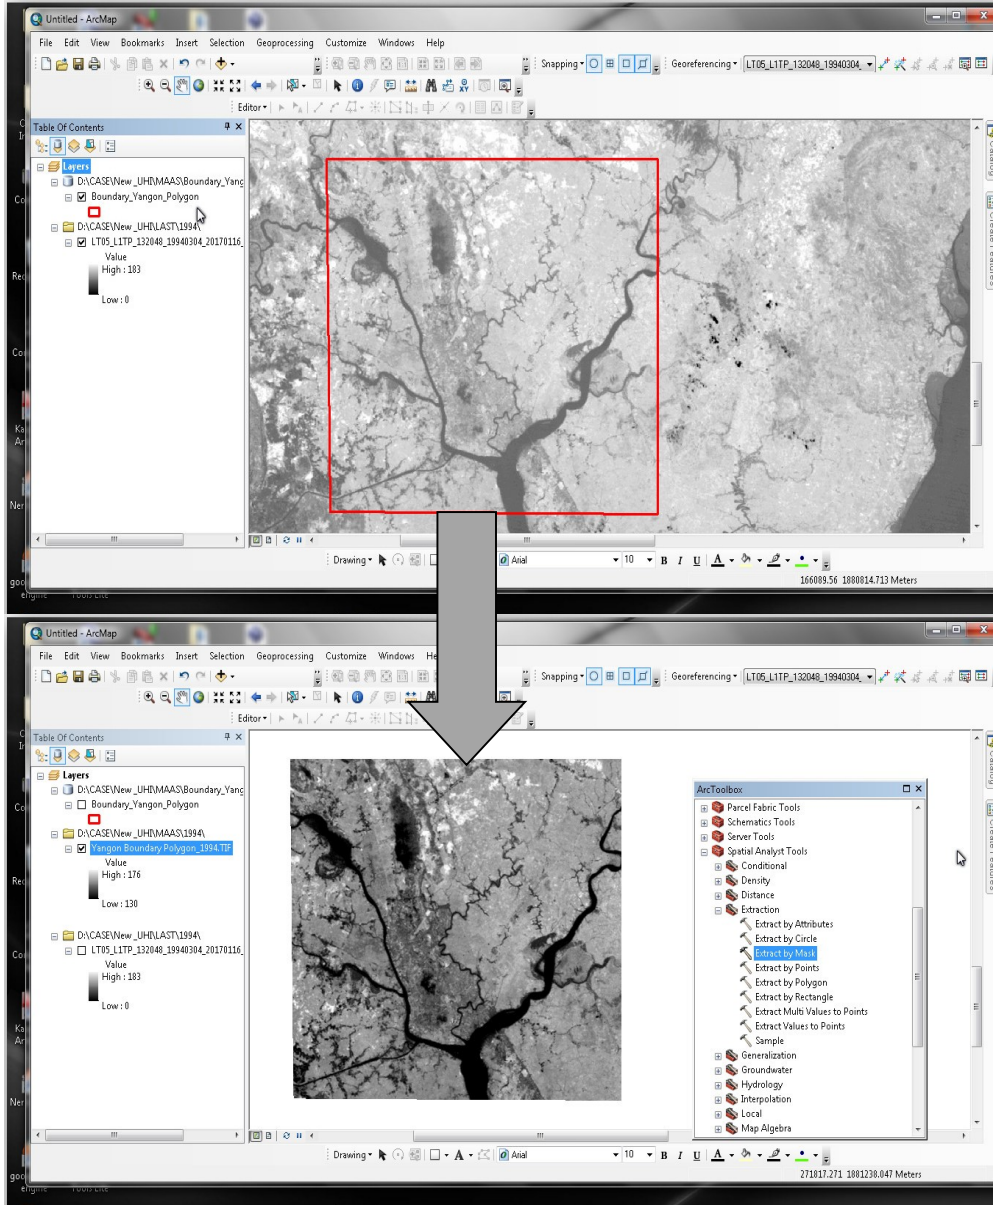 Untitled - ArcMap
File Edit View Bookmarks Insert Selection Geoprocessing Customize Windows Help
Snapping Georeferencing LT05_L1TP_132048_19940304_
Editor
Table Of Contents
Layers
D:\CASE\New_UHI\MAAS\Boundary_Yang
Boundary_Yangon_Polygon
D:\CASE\New_UHI\LAST\1994\
LT05_L1TP_132048_19940304_20170116_
Value
High : 183
Low : 0
Catalog
Create Features
Drawing Arial 10 B I U A
166089.56 1880814.713 Meters
Untitled - ArcMap
File Edit View Bookmarks Insert Selection Geoprocessing Customize Windows He
Snapping Georeferencing LT05_L1TP_132048_19940304_
Editor
Table Of Contents
Layers
D:\CASE\New_UHI\MAAS\Boundary_Yang
Boundary_Yangon_Polygon
D:\CASE\New_UHI\MAAS\1994\
Yangon Boundary Polygon_1994.TIF
Value
High : 176
Low : 130
D:\CASE\New_UHI\LAST\1994\
LT05_L1TP_132048_19940304_20170116_
Value
High : 183
Low : 0
ArcToolbox
Parcel Fabric Tools
Schematics Tools
Server Tools
Spatial Analyst Tools
Conditional
Density
Distance
Extraction
Extract by Attributes
Extract by Circle
Extract by Mask
Extract by Points
Extract by Polygon
Extract by Rectangle
Extract Multi Values to Points
Extract Values to Points
Sample
Generalization
Groundwater
Hydrology
Interpolation
Local
Map Algebra
Catalog
Create Features
Drawing A Arial 10 B I U A
271817.271 1881238.047 Meters